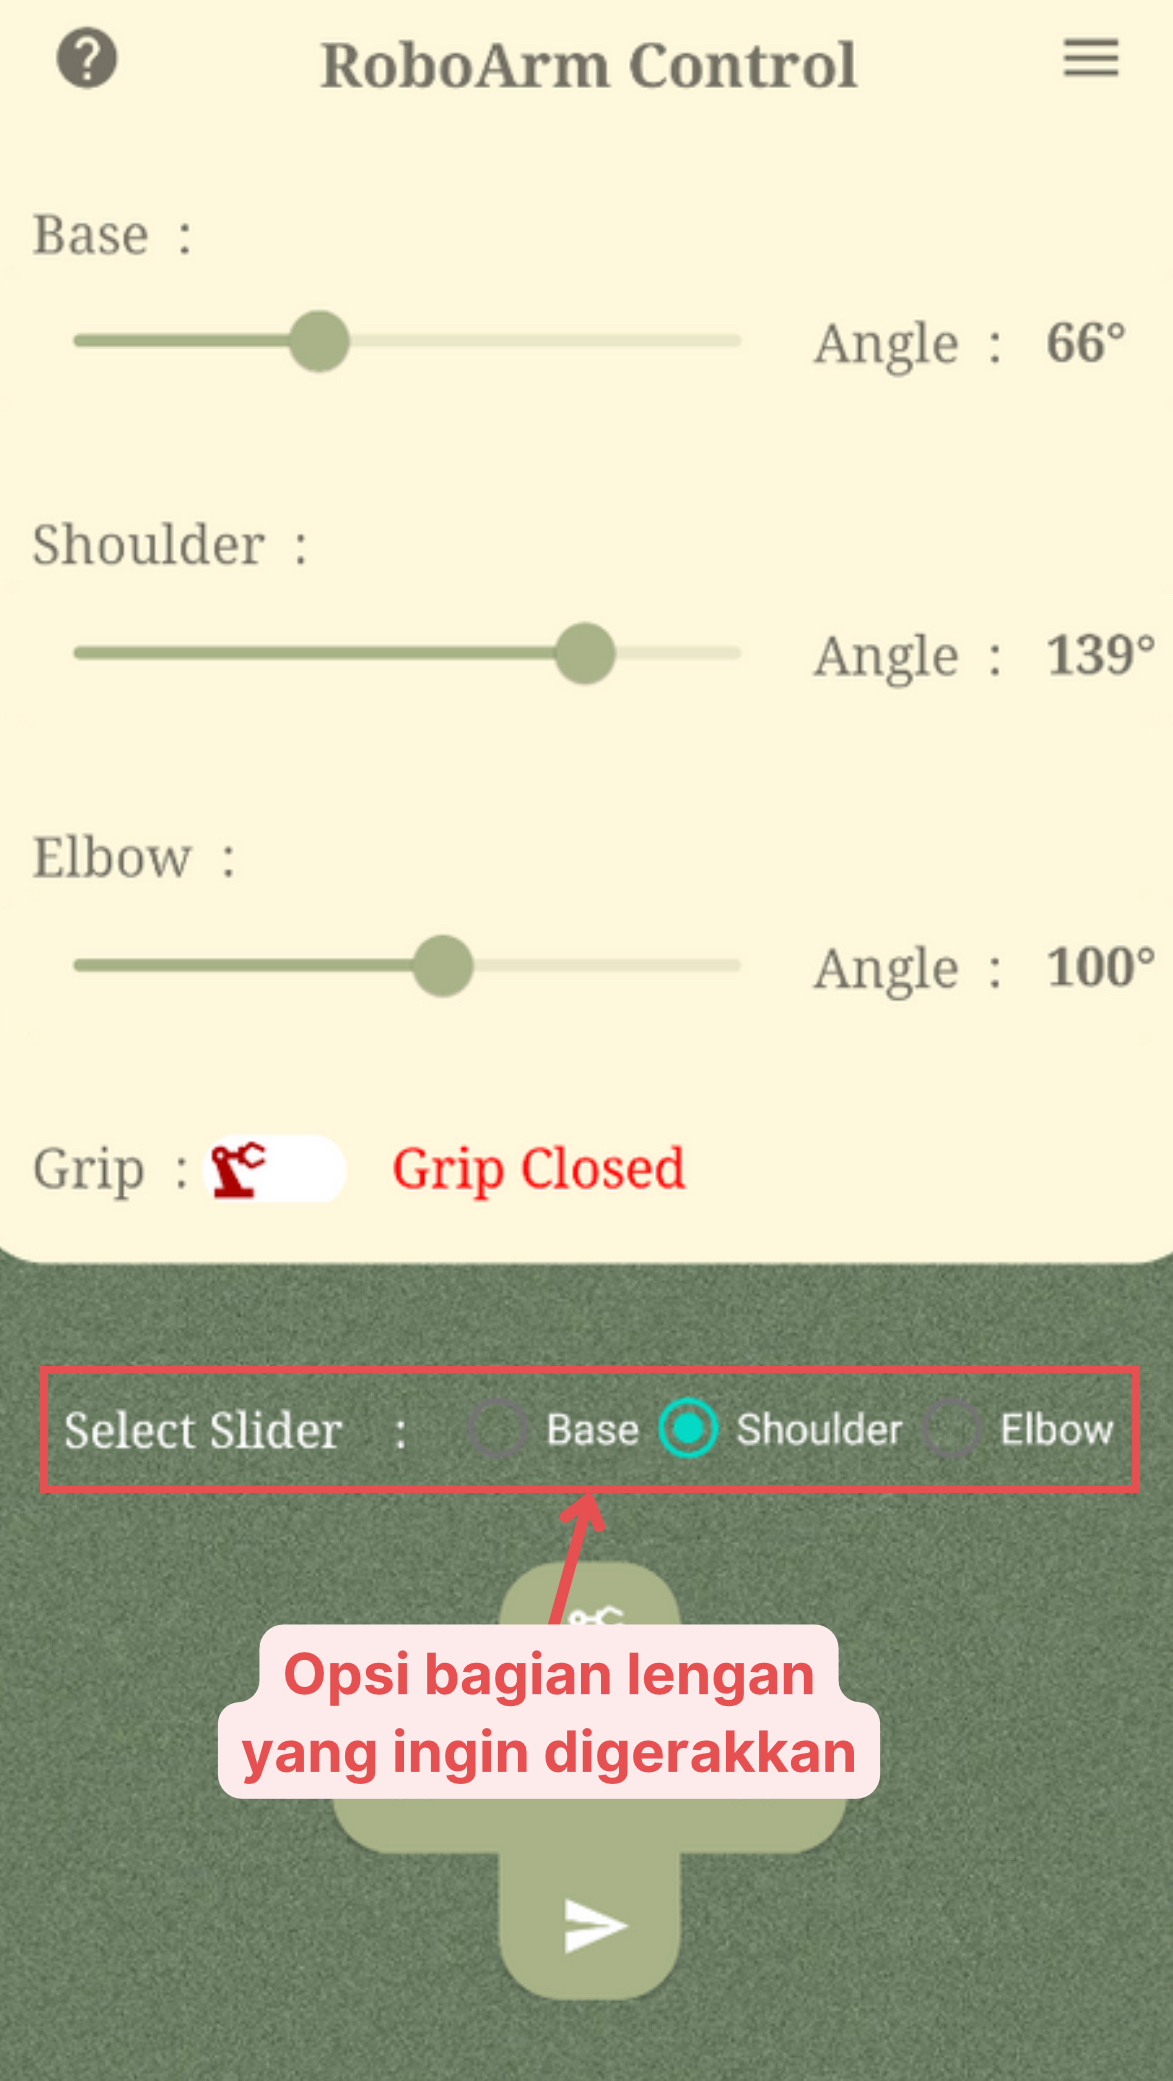 RoboArm Control
Base :
Angle : 66°
Shoulder :
Angle : 139°
Elbow :
Angle : 100°
Grip : Grip Closed
Select Slider : Base Shoulder Elbow
Opsi bagian lengan
yang ingin digerakkan